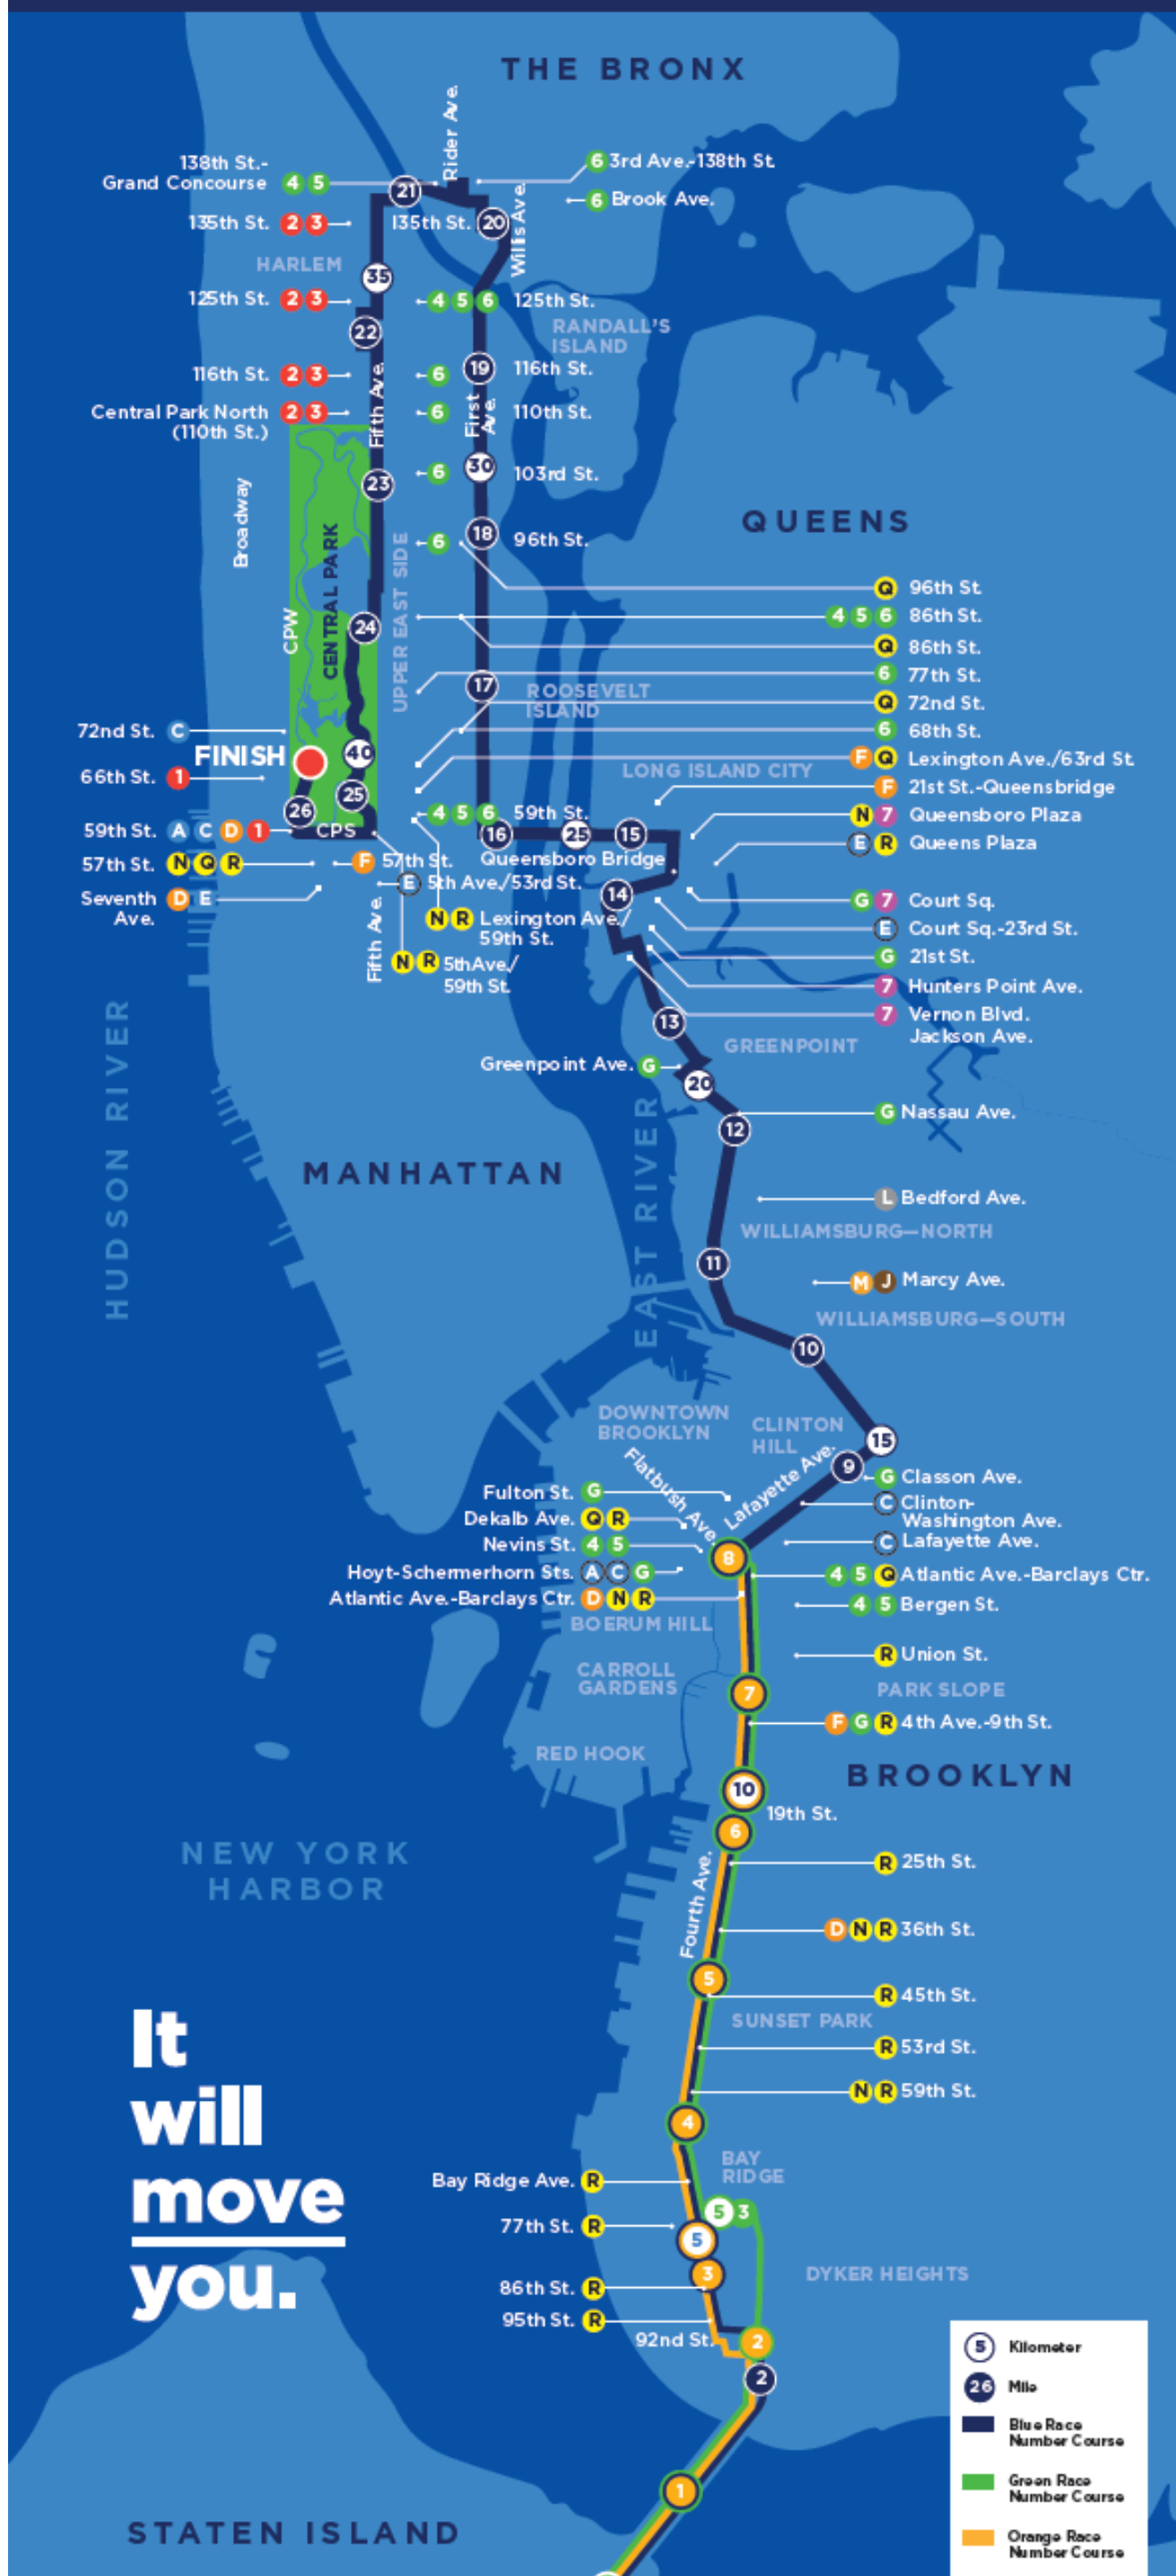 THE BRONX
Rider Ave.
138th St.-
Grand Concourse
4 5
21
6 3rd Ave.-138th St.
6 Brook Ave.
135th St. 2 3
135th St.
20
Willis Ave.
HARLEM
35
125th St. 2 3
4 5 6 125th St.
22
RANDALL'S
ISLAND
116th St. 2 3
6
19
116th St.
Central Park North
(110th St.)
2 3
Fifth Ave.
6
First
Ave.
110th St.
6
30
103rd St.
23
Broadway
QUEENS
6
18
96th St.
CENTRAL PARK
UPPER EAST SIDE
Q 96th St.
CPW
24
4 5 6 86th St.
Q 86th St.
17
6 77th St.
ROOSEVELT
ISLAND
Q 72nd St.
72nd St. C
6 68th St.
FINISH
40
F Q Lexington Ave./63rd St.
66th St. 1
LONG ISLAND CITY
25
F 21st St.-Queensbridge
26
4 5 6 59th St.
N 7 Queensboro Plaza
59th St. A C D 1
CPS
16
25
15
E R Queens Plaza
57th St. N Q R
F 57th St.
Queensboro Bridge
Seventh
Ave.
D E
E 5th Ave./53rd St.
14
G 7 Court Sq.
Fifth Ave.
N R Lexington Ave./
59th St.
E Court Sq.-23rd St.
N R 5th Ave./
59th St.
G 21st St.
7 Hunters Point Ave.
HUDSON RIVER
13
7 Vernon Blvd.
Jackson Ave.
GREENPOINT
Greenpoint Ave. G
20
EAST RIVER
G Nassau Ave.
12
MANHATTAN
L Bedford Ave.
WILLIAMSBURG—NORTH
11
M J Marcy Ave.
WILLIAMSBURG—SOUTH
10
DOWNTOWN
BROOKLYN
CLINTON
HILL
15
Flatbush Ave.
Lafayette Ave.
9
G Classon Ave.
Fulton St. G
C Clinton-
Washington Ave.
Dekalb Ave. Q R
Nevins St. 4 5
C Lafayette Ave.
8
Hoyt-Schermerhorn Sts. A C G
4 5 Q Atlantic Ave.-Barclays Ctr.
Atlantic Ave.-Barclays Ctr. D N R
4 5 Bergen St.
BOERUM HILL
R Union St.
CARROLL
GARDENS
7
PARK SLOPE
F G R 4th Ave.-9th St.
RED HOOK
BROOKLYN
10
19th St.
6
NEW YORK
HARBOR
R 25th St.
Fourth Ave.
D N R 36th St.
5
R 45th St.
SUNSET PARK
R 53rd St.
N R 59th St.
4
It
will
move
you.
BAY
RIDGE
Bay Ridge Ave. R
5 3
77th St. R
5
3
DYKER HEIGHTS
86th St. R
95th St. R
92nd St.
2
2
5 Kilometer
26 Mile
Blue Race
Number Course
1
Green Race
Number Course
STATEN ISLAND
Orange Race
Number Course